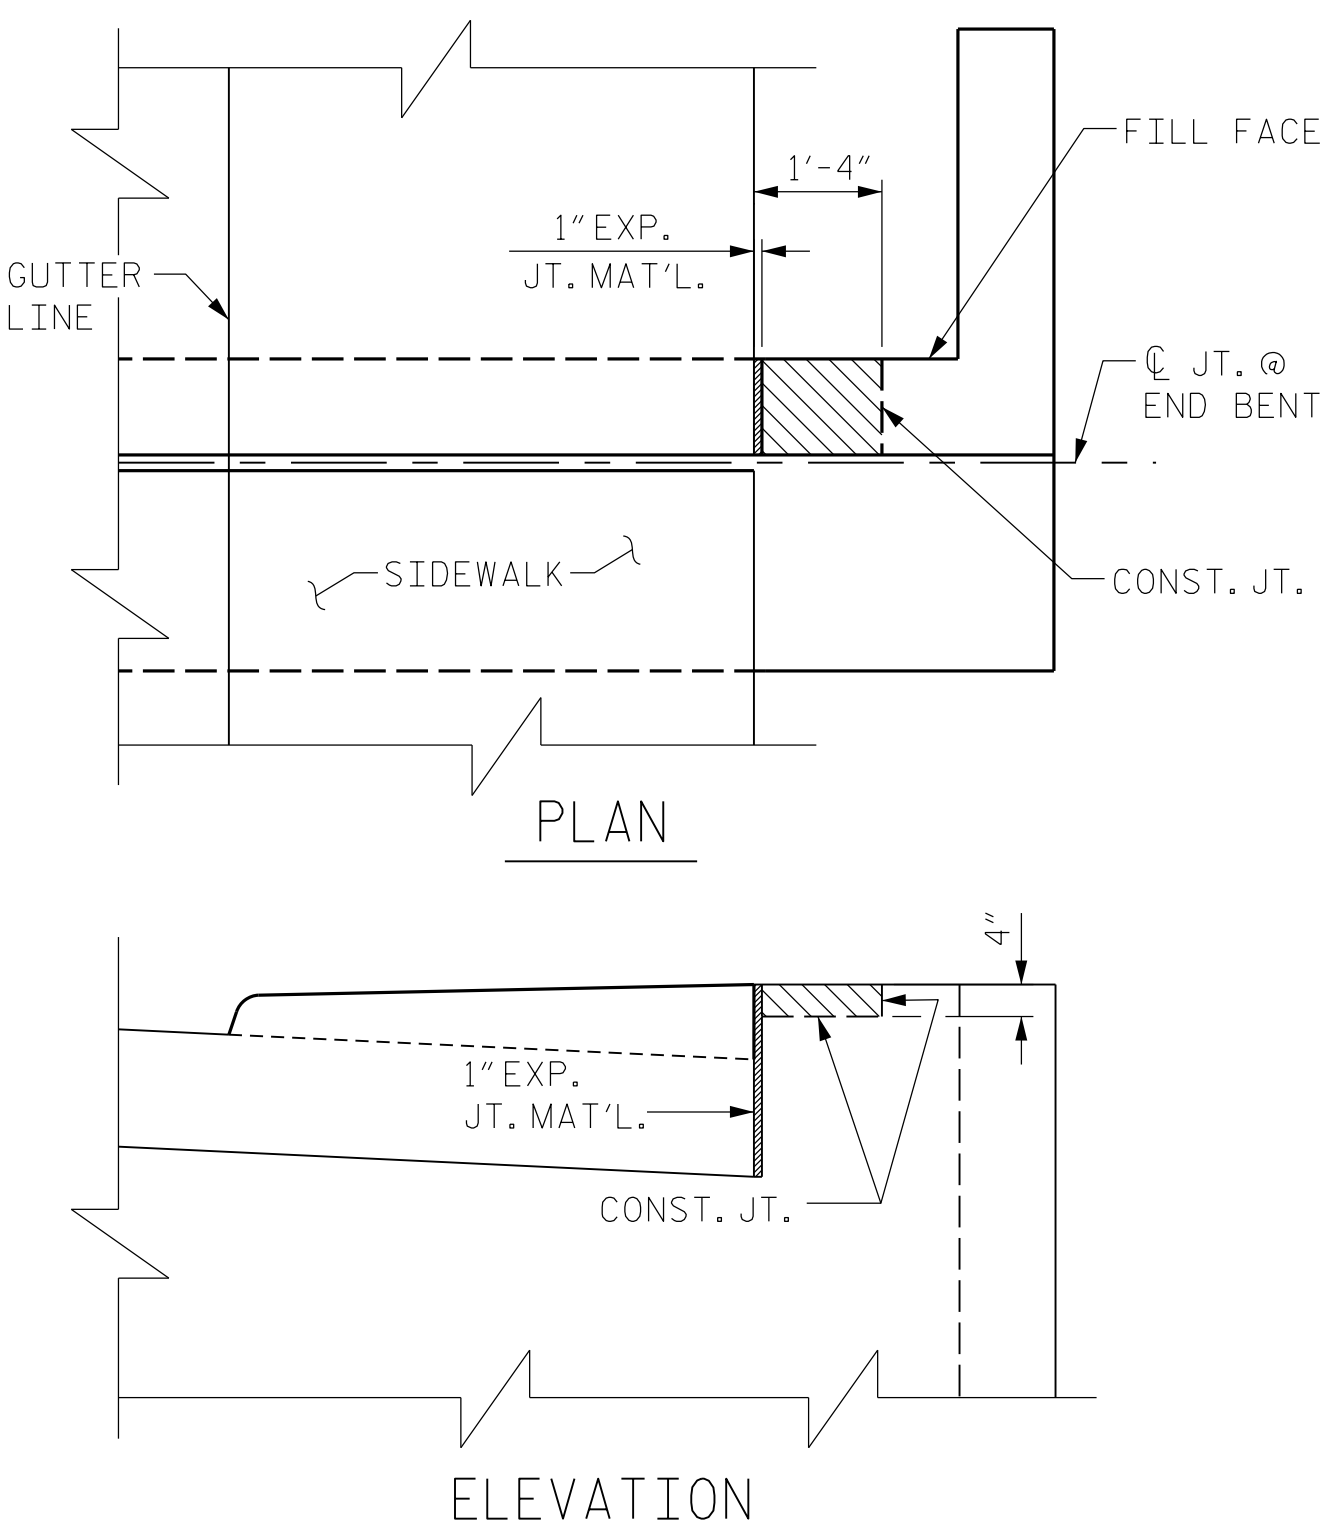 FILL FACE
1'-4"
1" EXP.
JT. MAT'L.
GUTTER
LINE
℄ JT. @
END BENT
SIDEWALK
CONST. JT.
PLAN
4"
1" EXP.
JT. MAT'L.
CONST. JT.
ELEVATION